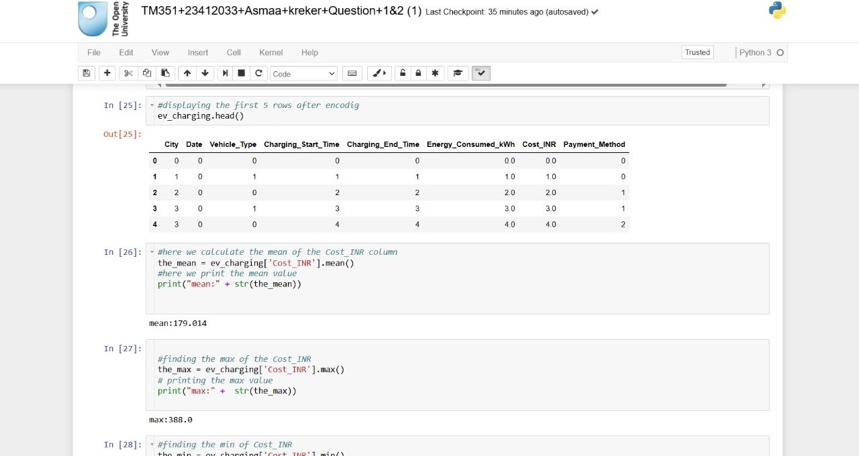 The Open
University
TM351+23412033+Asmaa+kreker+Question+1&2 (1) Last Checkpoint: 35 minutes ago (autosaved)
File Edit View Insert Cell Kernel Help Trusted Python 3
Code
In [25]: #displaying the first 5 rows after encodig
ev_charging.head()
Out[25]:
City Date Vehicle_Type Charging_Start_Time Charging_End_Time Energy_Consumed_kWh Cost_INR Payment_Method
0 0 0 0 0 0 0.0 0.0 0
1 1 0 1 1 1 1.0 1.0 0
2 2 0 0 2 2 2.0 2.0 1
3 3 0 1 3 3 3.0 3.0 1
4 3 0 0 4 4 4.0 4.0 2
In [26]: #here we calculate the mean of the Cost_INR column
the_mean = ev_charging['Cost_INR'].mean()
#here we print the mean value
print("mean:" + str(the_mean))
mean:179.014
In [27]:
#finding the max of the Cost_INR
the_max = ev_charging['Cost_INR'].max()
# printing the max value
print("max:" + str(the_max))
max:388.0
In [28]: #finding the min of Cost_INR
the_min = ev_charging['Cost_INR'].min()